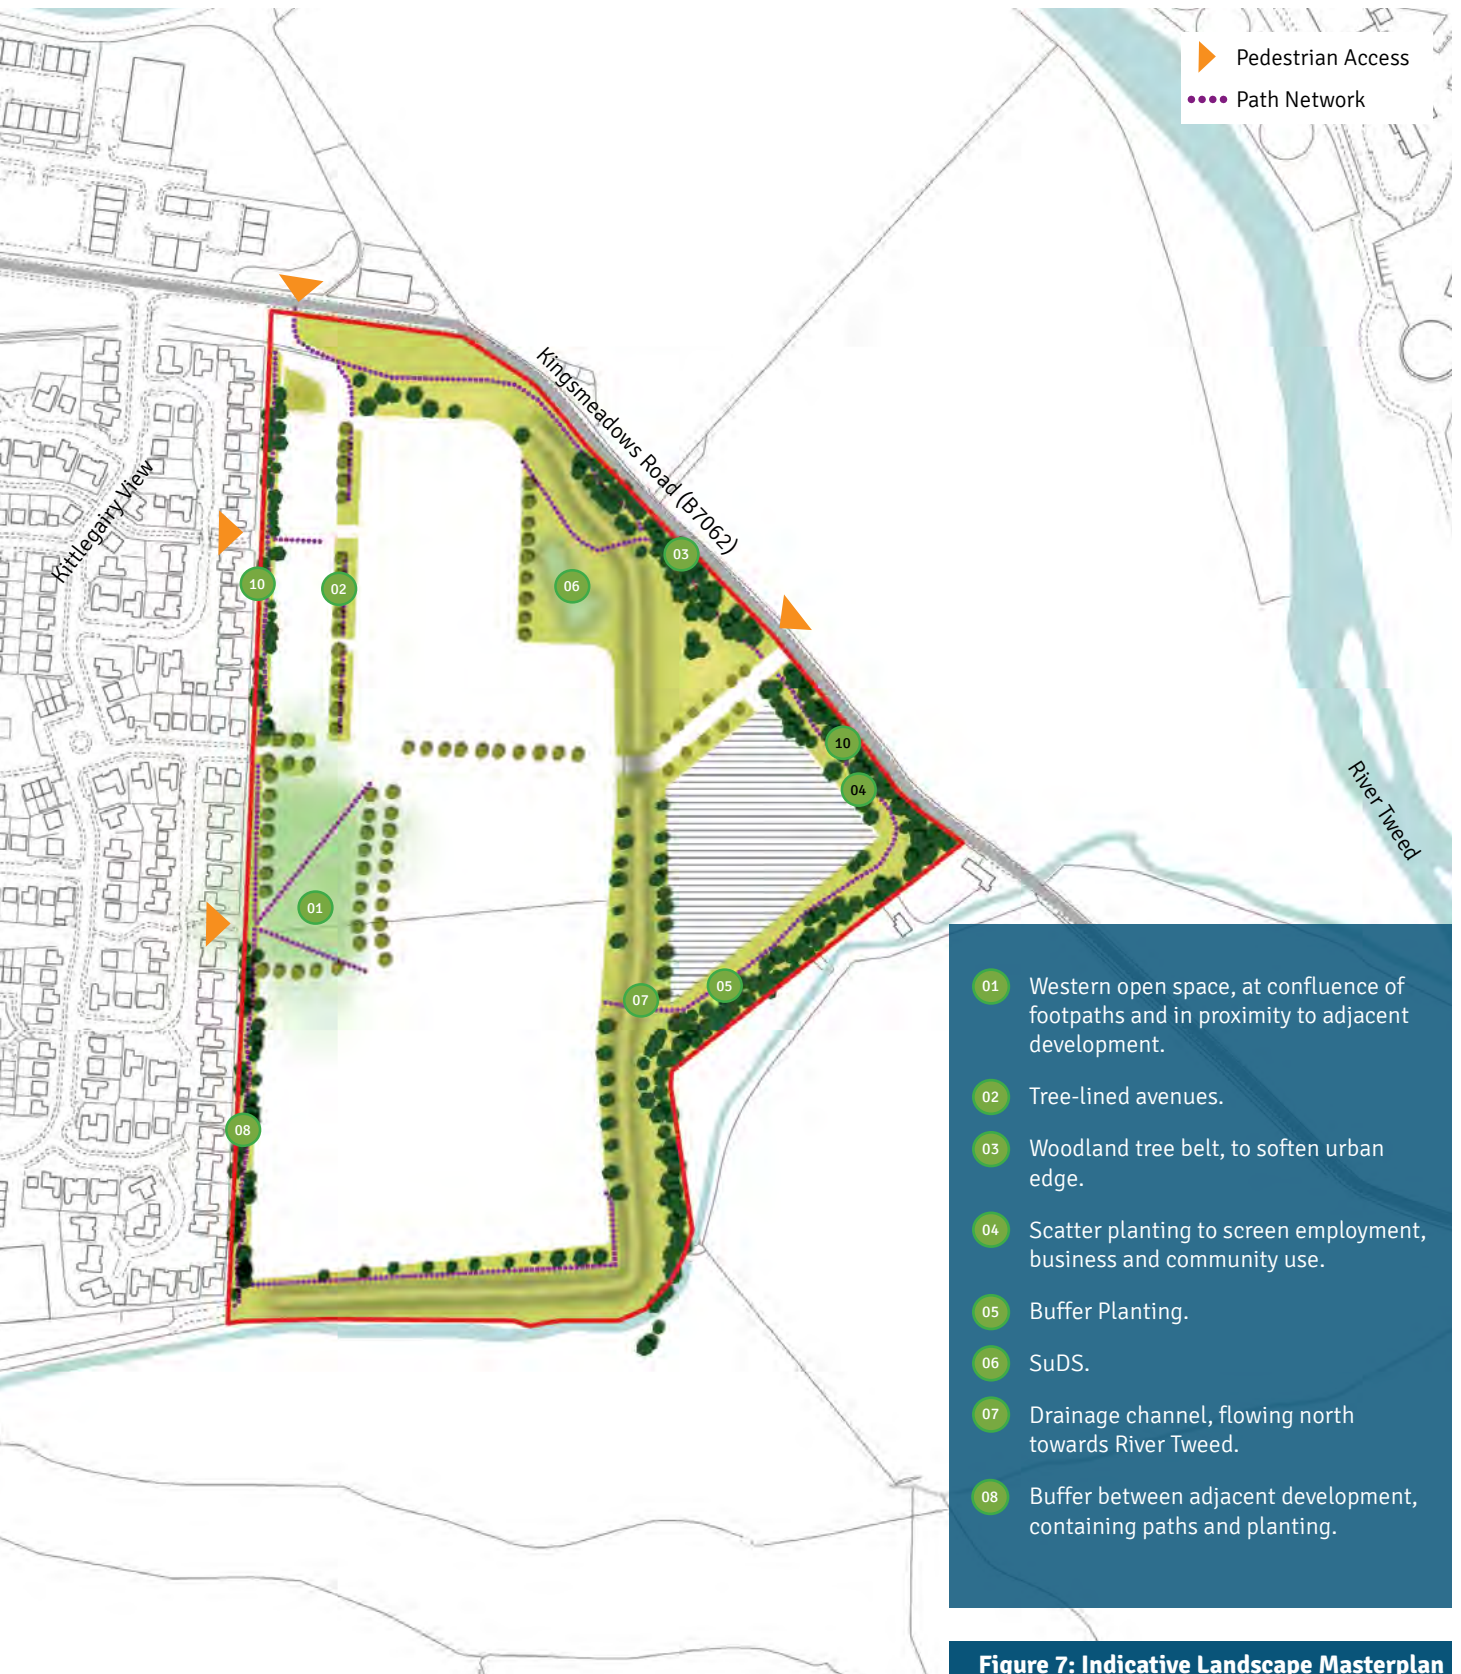 Pedestrian Access
Path Network
Kingsmeadows Road (B7062)
Kittlegairy View
03
10
02
06
10
04
River Tweed
01
05
07
08
01 Western open space, at confluence of
footpaths and in proximity to adjacent
development.
02 Tree-lined avenues.
03 Woodland tree belt, to soften urban
edge.
04 Scatter planting to screen employment,
business and community use.
05 Buffer Planting.
06 SuDS.
07 Drainage channel, flowing north
towards River Tweed.
08 Buffer between adjacent development,
containing paths and planting.
Figure 7: Indicative Landscape Masterplan